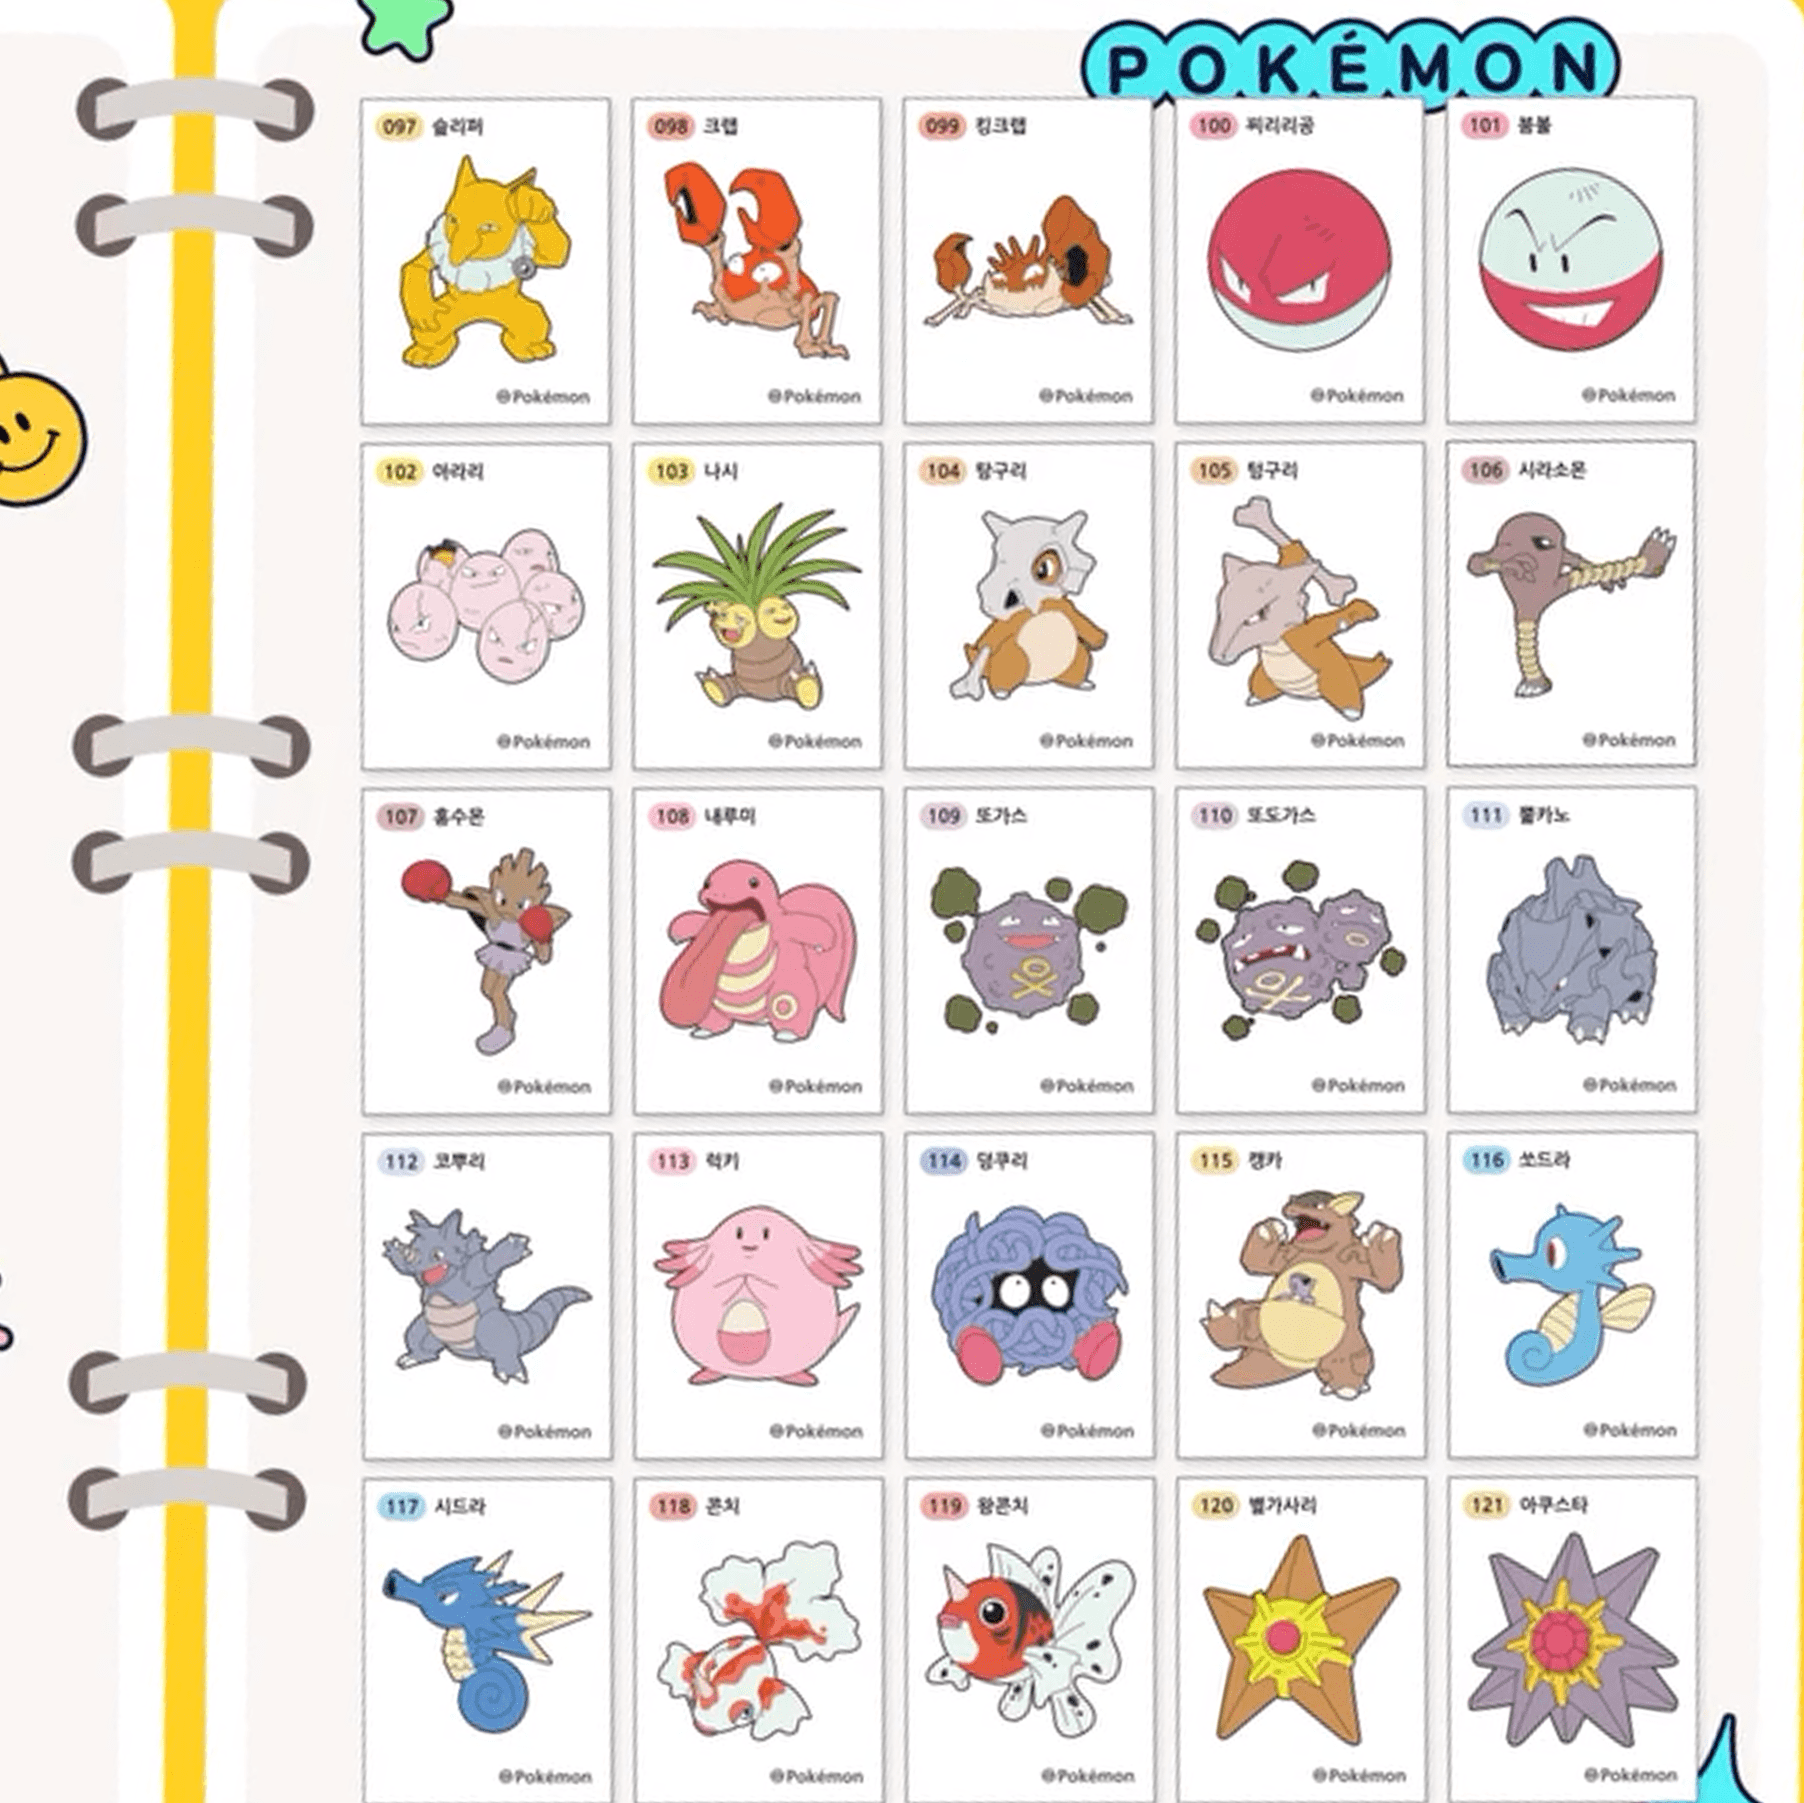 POKÉMON
097 슬리퍼
098 크랩
099 킹크랩
100 찌리리공
101 붐볼
@Pokémon
@Pokémon
@Pokémon
@Pokémon
@Pokémon
102 아라리
103 나시
104 탕구리
105 텅구리
106 시라소몬
@Pokémon
@Pokémon
@Pokémon
@Pokémon
@Pokémon
107 홍수몬
108 내루미
109 또가스
110 또도가스
111 뿔카노
@Pokémon
@Pokémon
@Pokémon
@Pokémon
@Pokémon
112 코뿌리
113 럭키
114 덩쿠리
115 캥카
116 쏘드라
@Pokémon
@Pokémon
@Pokémon
@Pokémon
@Pokémon
117 시드라
118 콘치
119 왕콘치
120 별가사리
121 아쿠스타
@Pokémon
@Pokémon
@Pokémon
@Pokémon
@Pokémon